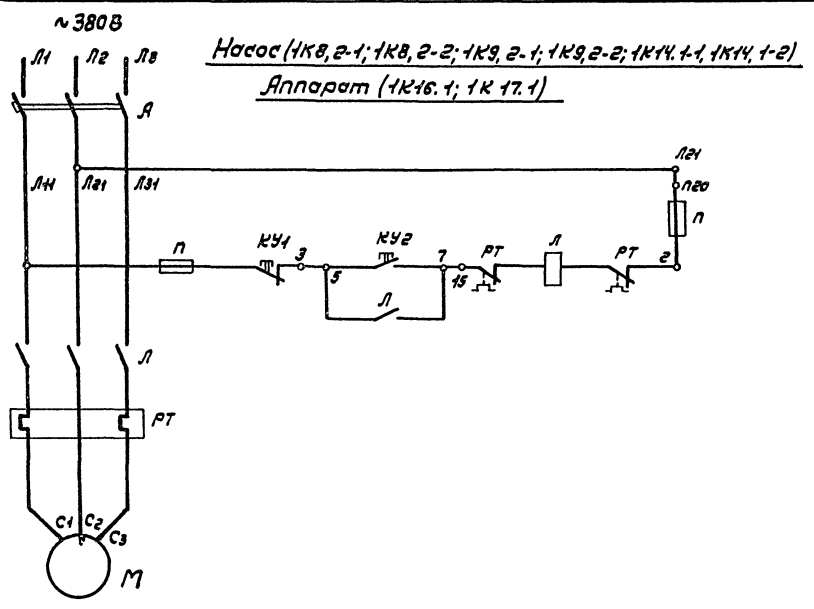 ~380В
Л1 Л2 Л3
Насос (1К8,2-1; 1К8,2-2; 1К9,2-1; 1К9,2-2; 1К14.1-1, 1К14.1-2)
Аппарат (1К16.1; 1К17.1)
А
Л11 Л21 Л31
Л21
П20
П
П КУ1 3 5 КУ2 7 15 РТ Л РТ 2
Л
Л
РТ
С1 С2 С3
М